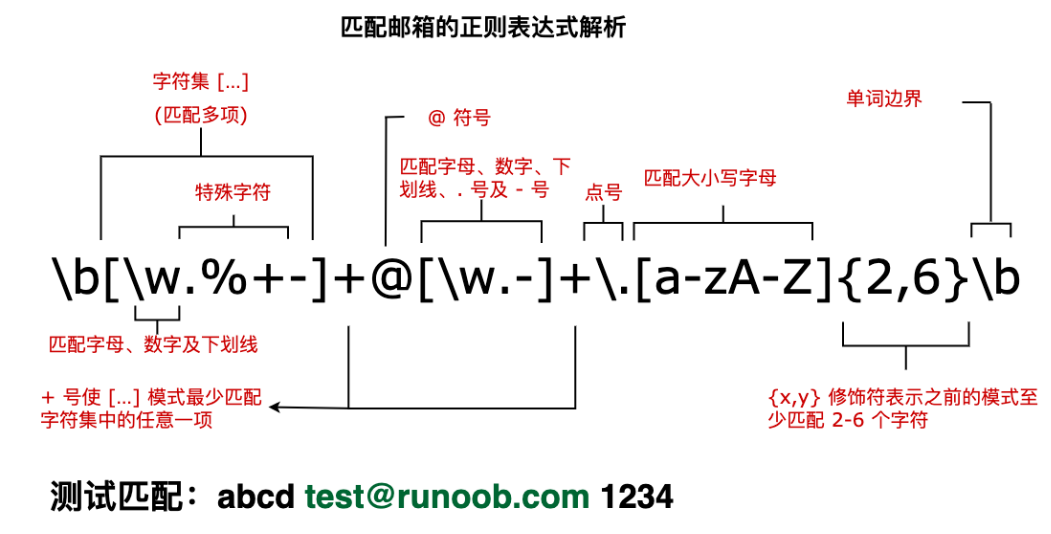 匹配邮箱的正则表达式解析
字符集 […]
(匹配多项)
特殊字符
@ 符号
匹配字母、数字、下
划线、. 号及 - 号
点号
匹配大小写字母
单词边界
\b[\w.%+-]+@[\w.-]+\.[a-zA-Z]{2,6}\b
匹配字母、数字及下划线
+ 号使 […] 模式最少匹配
字符集中的任意一项
{x,y} 修饰符表示之前的模式至
少匹配 2-6 个字符
测试匹配：abcd test@runoob.com 1234